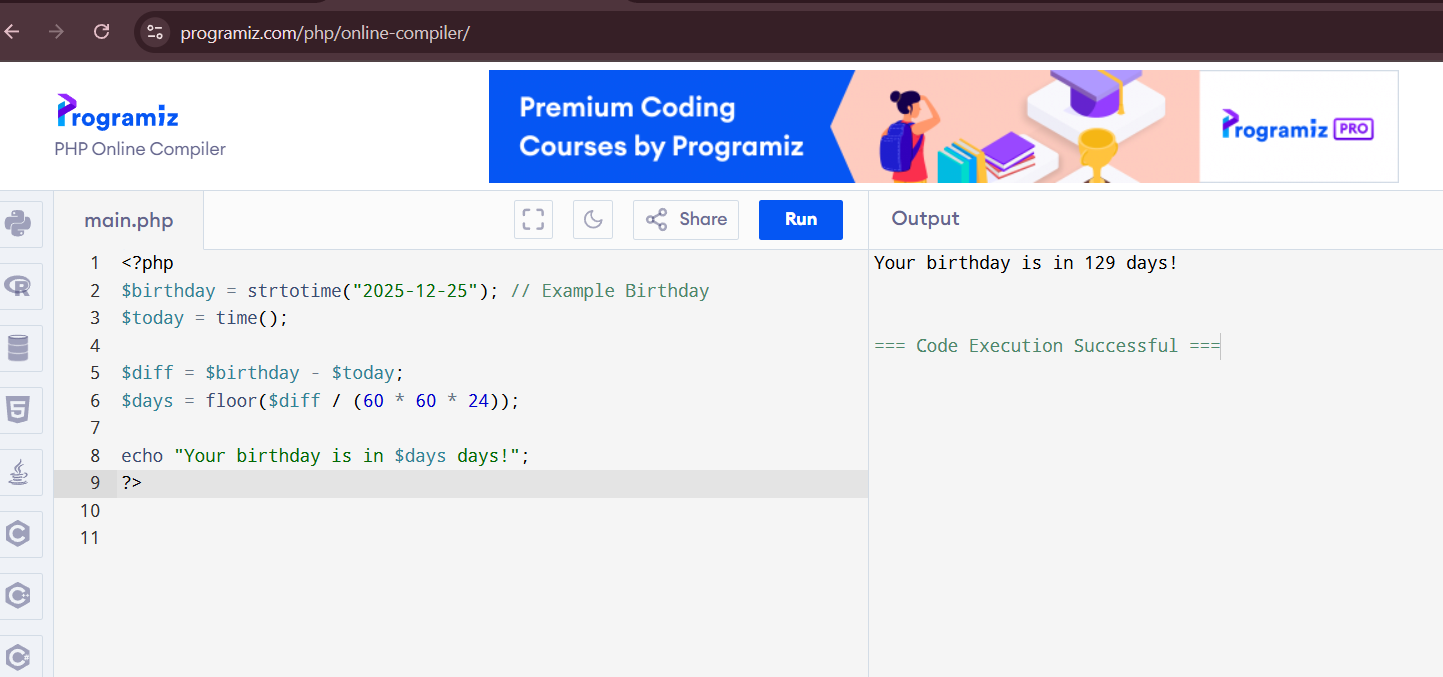 programiz.com/php/online-compiler/
Programiz
PHP Online Compiler
Premium Coding
Courses by Programiz
Programiz PRO
main.php
Share
Run
Output
1 <?php
2 $birthday = strtotime("2025-12-25"); // Example Birthday
3 $today = time();
4
5 $diff = $birthday - $today;
6 $days = floor($diff / (60 * 60 * 24));
7
8 echo "Your birthday is in $days days!";
9 ?>
10
11
Your birthday is in 129 days!
=== Code Execution Successful ===